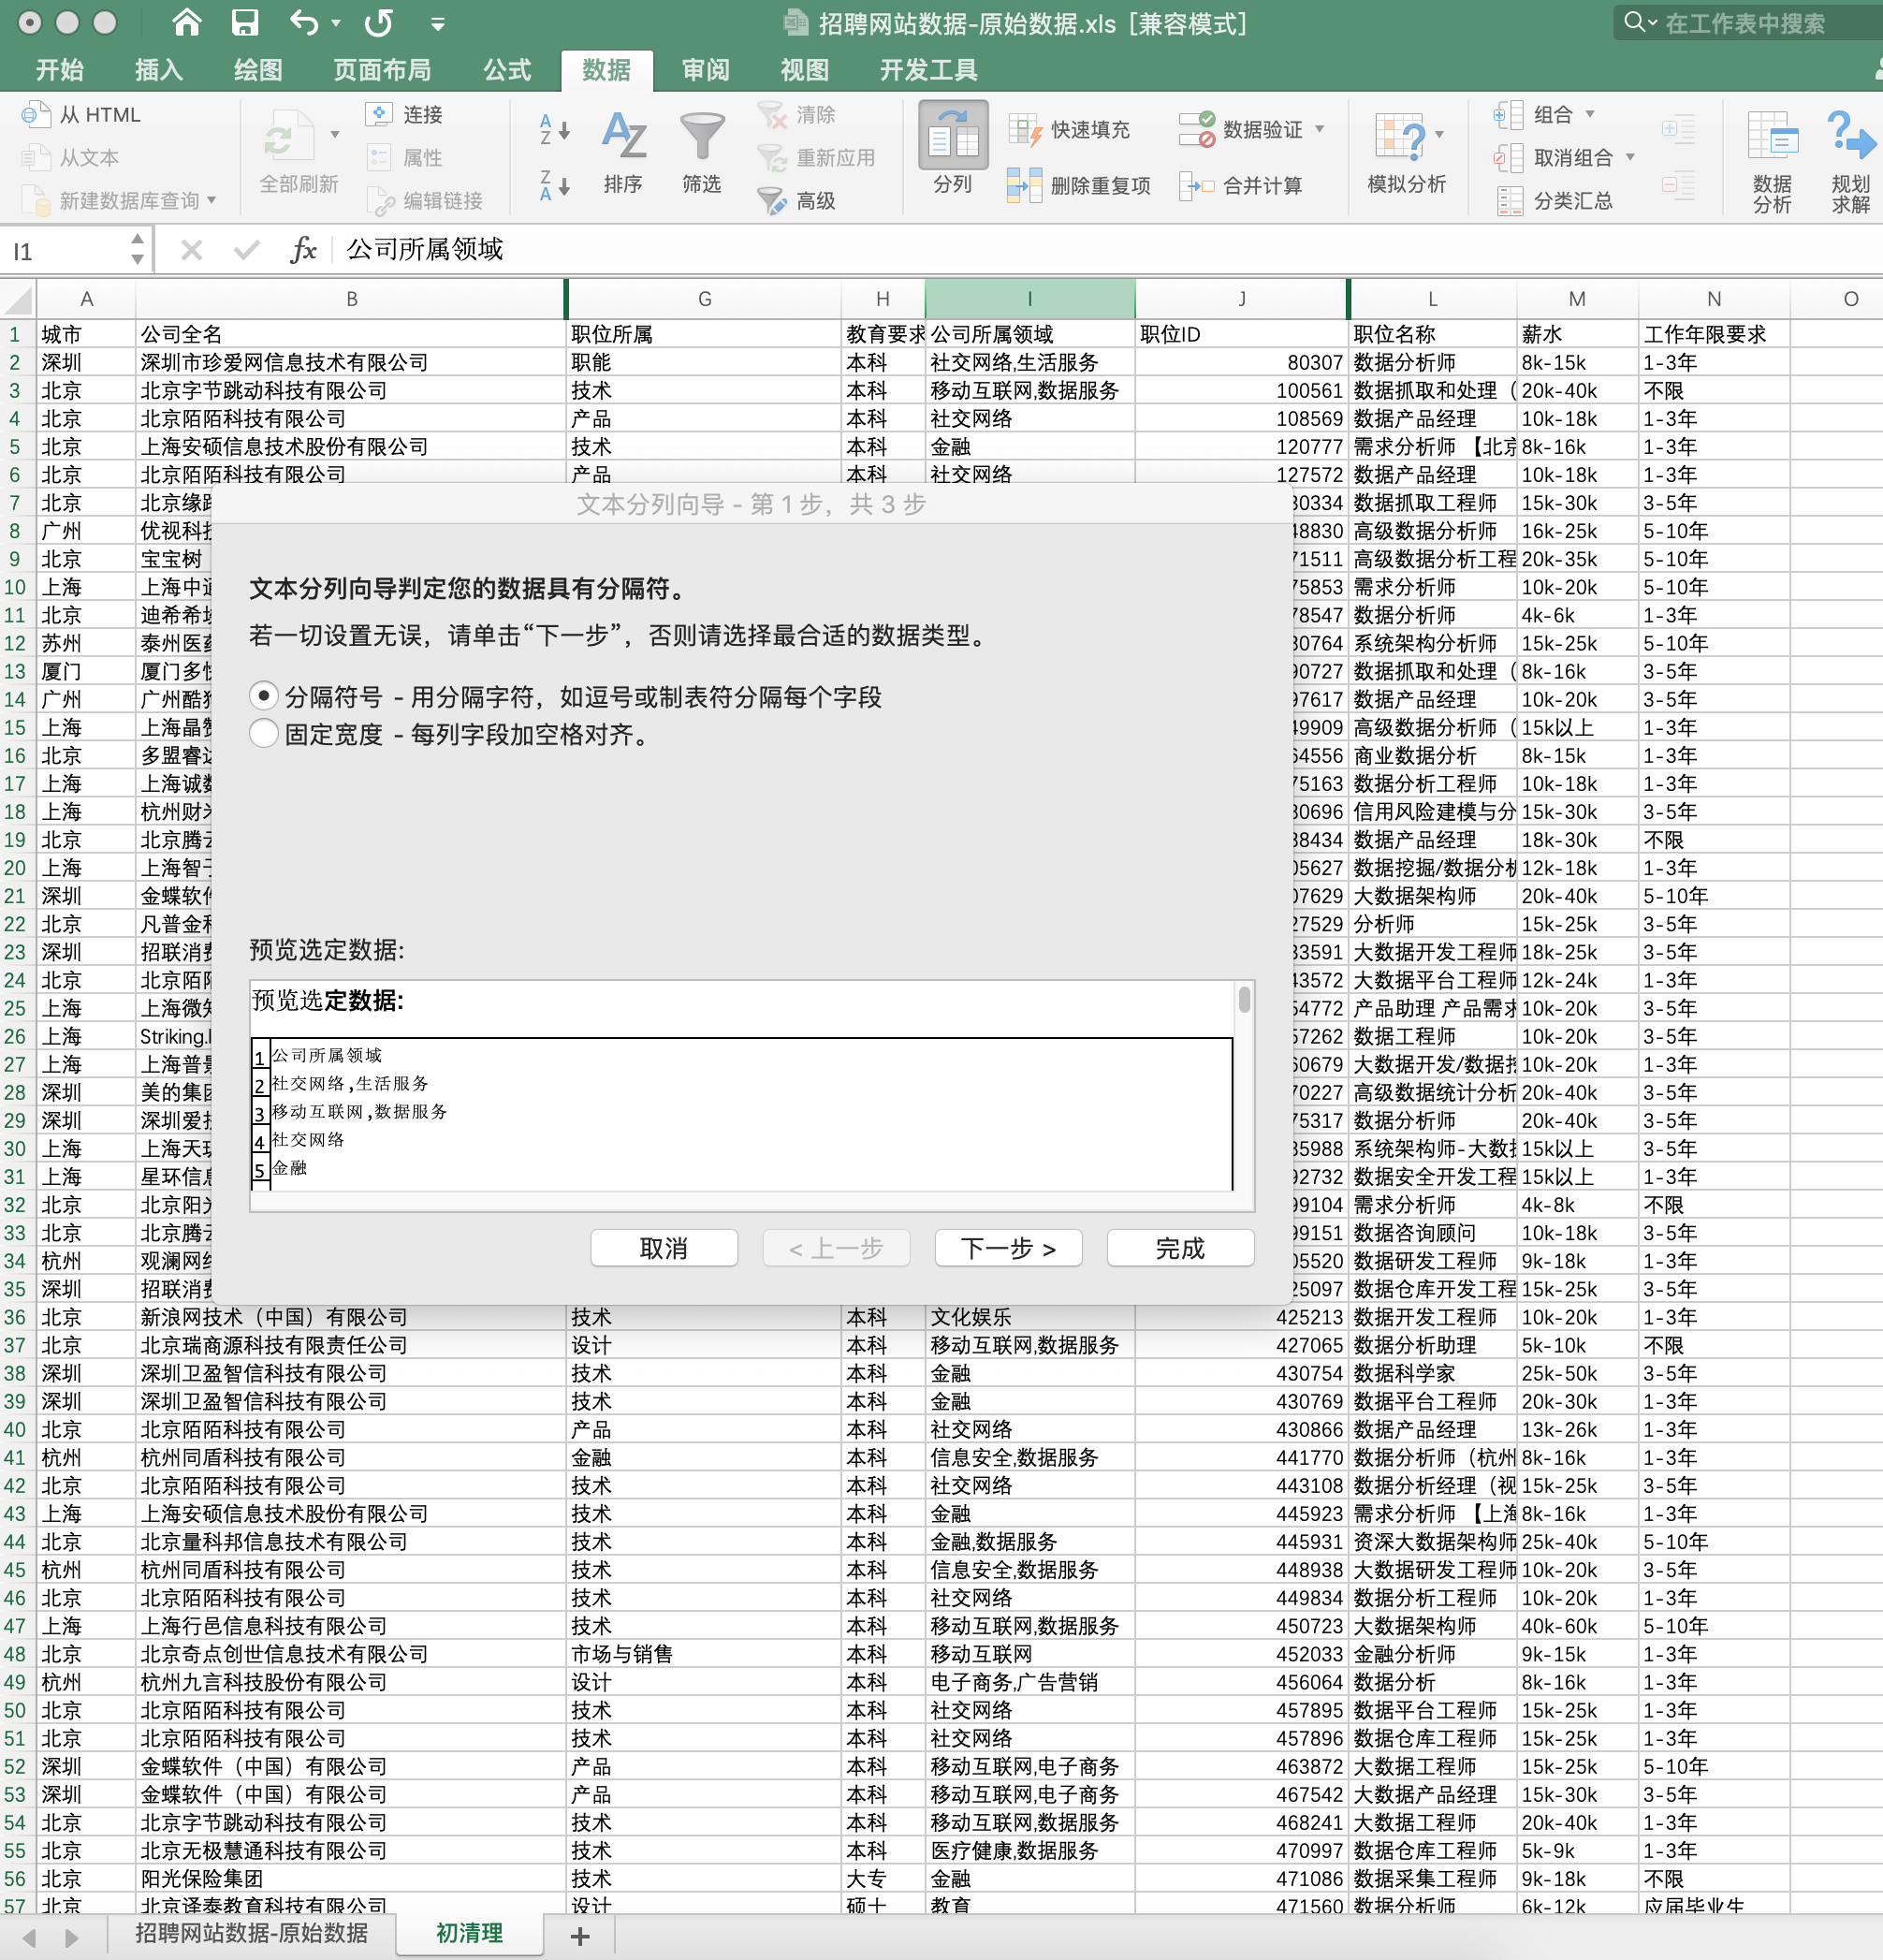 招聘网站数据-原始数据.xls [兼容模式]
在工作表中搜索
开始 插入 绘图 页面布局 公式 数据 审阅 视图 开发工具
从 HTML
从文本
新建数据库查询
全部刷新
连接
属性
编辑链接
排序
筛选
清除
重新应用
高级
分列
快速填充
删除重复项
数据验证
合并计算
模拟分析
组合
取消组合
分类汇总
数据分析
规划求解
I1 fx 公司所属领域
A B G H I J L M N O
1 城市 公司全名 职位所属 教育要求 公司所属领域 职位ID 职位名称 薪水 工作年限要求
2 深圳 深圳市珍爱网信息技术有限公司 职能 本科 社交网络,生活服务 80307 数据分析师 8k-15k 1-3年
3 北京 北京字节跳动科技有限公司 技术 本科 移动互联网,数据服务 100561 数据抓取和处理（ 20k-40k 不限
4 北京 北京陌陌科技有限公司 产品 本科 社交网络 108569 数据产品经理 10k-18k 1-3年
5 北京 上海安硕信息技术股份有限公司 技术 本科 金融 120777 需求分析师 【北京 8k-16k 1-3年
6 北京 北京陌陌科技有限公司 产品 本科 社交网络 127572 数据产品经理 10k-18k 1-3年
7 北京 北京缘 30334 数据抓取工程师 15k-30k 3-5年
8 广州 优视科 48830 高级数据分析师 16k-25k 5-10年
9 北京 宝宝树 71511 高级数据分析工程 20k-35k 5-10年
10 上海 上海中 75853 需求分析师 10k-20k 5-10年
11 北京 迪希希 78547 数据分析师 4k-6k 1-3年
12 苏州 泰州医 80764 系统架构分析师 15k-25k 5-10年
13 厦门 厦门多 90727 数据抓取和处理（ 8k-16k 3-5年
14 广州 广州酷 97617 数据产品经理 10k-20k 3-5年
15 上海 上海晶 49909 高级数据分析师（ 15k以上 1-3年
16 北京 多盟睿 64556 商业数据分析 8k-15k 1-3年
17 上海 上海诚 75163 数据分析工程师 10k-18k 1-3年
18 上海 杭州财 80696 信用风险建模与分 15k-30k 3-5年
19 北京 北京腾 88434 数据产品经理 18k-30k 不限
20 上海 上海智 05627 数据挖掘/数据分析 12k-18k 1-3年
21 深圳 金蝶软 07629 大数据架构师 20k-40k 5-10年
22 北京 凡普金 27529 分析师 15k-25k 3-5年
23 深圳 招联消 33591 大数据开发工程师 18k-25k 3-5年
24 北京 北京陌 43572 大数据平台工程师 12k-24k 1-3年
25 上海 上海微 54772 产品助理 产品需求 10k-20k 3-5年
26 上海 Striking. 57262 数据工程师 10k-20k 3-5年
27 上海 上海普 60679 大数据开发/数据挖 10k-20k 1-3年
28 深圳 美的集 70227 高级数据统计分析 20k-40k 3-5年
29 深圳 深圳爱 75317 数据分析师 20k-40k 3-5年
30 上海 上海天 85988 系统架构师-大数据 15k以上 3-5年
31 上海 星环信 92732 数据安全开发工程 15k以上 1-3年
32 北京 北京阳 99104 需求分析师 4k-8k 不限
33 北京 北京腾 99151 数据咨询顾问 10k-18k 3-5年
34 杭州 观澜网 05520 数据研发工程师 9k-18k 1-3年
35 深圳 招联消 25097 数据仓库开发工程 15k-25k 3-5年
文本分列向导 - 第 1 步，共 3 步
文本分列向导判定您的数据具有分隔符。
若一切设置无误，请单击“下一步”，否则请选择最合适的数据类型。
分隔符号 - 用分隔字符，如逗号或制表符分隔每个字段
固定宽度 - 每列字段加空格对齐。
预览选定数据:
预览选定数据:
1 公司所属领域
2 社交网络,生活服务
3 移动互联网,数据服务
4 社交网络
5 金融
取消 < 上一步 下一步 > 完成
36 北京 新浪网技术（中国）有限公司 技术 本科 文化娱乐 425213 数据开发工程师 10k-20k 1-3年
37 北京 北京瑞商源科技有限责任公司 设计 本科 移动互联网,数据服务 427065 数据分析助理 5k-10k 不限
38 深圳 深圳卫盈智信科技有限公司 技术 本科 金融 430754 数据科学家 25k-50k 3-5年
39 深圳 深圳卫盈智信科技有限公司 技术 本科 金融 430769 数据平台工程师 20k-30k 1-3年
40 北京 北京陌陌科技有限公司 产品 本科 社交网络 430866 数据产品经理 13k-26k 1-3年
41 杭州 杭州同盾科技有限公司 金融 本科 信息安全,数据服务 441770 数据分析师（杭州 8k-16k 1-3年
42 北京 北京陌陌科技有限公司 技术 本科 社交网络 443108 数据分析经理（视 15k-25k 3-5年
43 上海 上海安硕信息技术股份有限公司 技术 本科 金融 445923 需求分析师 【上海 8k-16k 1-3年
44 北京 北京量科邦信息技术有限公司 技术 本科 金融,数据服务 445931 资深大数据架构师 25k-40k 5-10年
45 杭州 杭州同盾科技有限公司 技术 本科 信息安全,数据服务 448938 大数据研发工程师 10k-20k 3-5年
46 北京 北京陌陌科技有限公司 技术 本科 社交网络 449834 数据分析工程师 10k-20k 1-3年
47 上海 上海行邑信息科技有限公司 技术 本科 移动互联网,数据服务 450723 大数据架构师 40k-60k 5-10年
48 北京 北京奇点创世信息技术有限公司 市场与销售 本科 移动互联网 452033 金融分析师 9k-15k 1-3年
49 杭州 杭州九言科技股份有限公司 设计 本科 电子商务,广告营销 456064 数据分析 8k-16k 1-3年
50 北京 北京陌陌科技有限公司 技术 本科 社交网络 457895 数据平台工程师 15k-25k 1-3年
51 北京 北京陌陌科技有限公司 技术 本科 社交网络 457896 数据仓库工程师 15k-25k 1-3年
52 深圳 金蝶软件（中国）有限公司 产品 本科 移动互联网,电子商务 463872 大数据工程师 15k-25k 5-10年
53 深圳 金蝶软件（中国）有限公司 产品 本科 移动互联网,电子商务 467542 大数据产品经理 15k-30k 3-5年
54 北京 北京字节跳动科技有限公司 技术 本科 移动互联网,数据服务 468241 大数据工程师 20k-40k 1-3年
55 北京 北京无极慧通科技有限公司 技术 本科 医疗健康,数据服务 470997 数据仓库工程师 5k-9k 1-3年
56 北京 阳光保险集团 技术 大专 金融 471086 数据采集工程师 9k-18k 不限
57 北京 北京译泰教育科技有限公司 设计 硕士 教育 471560 数据分析师 6k-12k 应届毕业生
招聘网站数据-原始数据 初清理 +